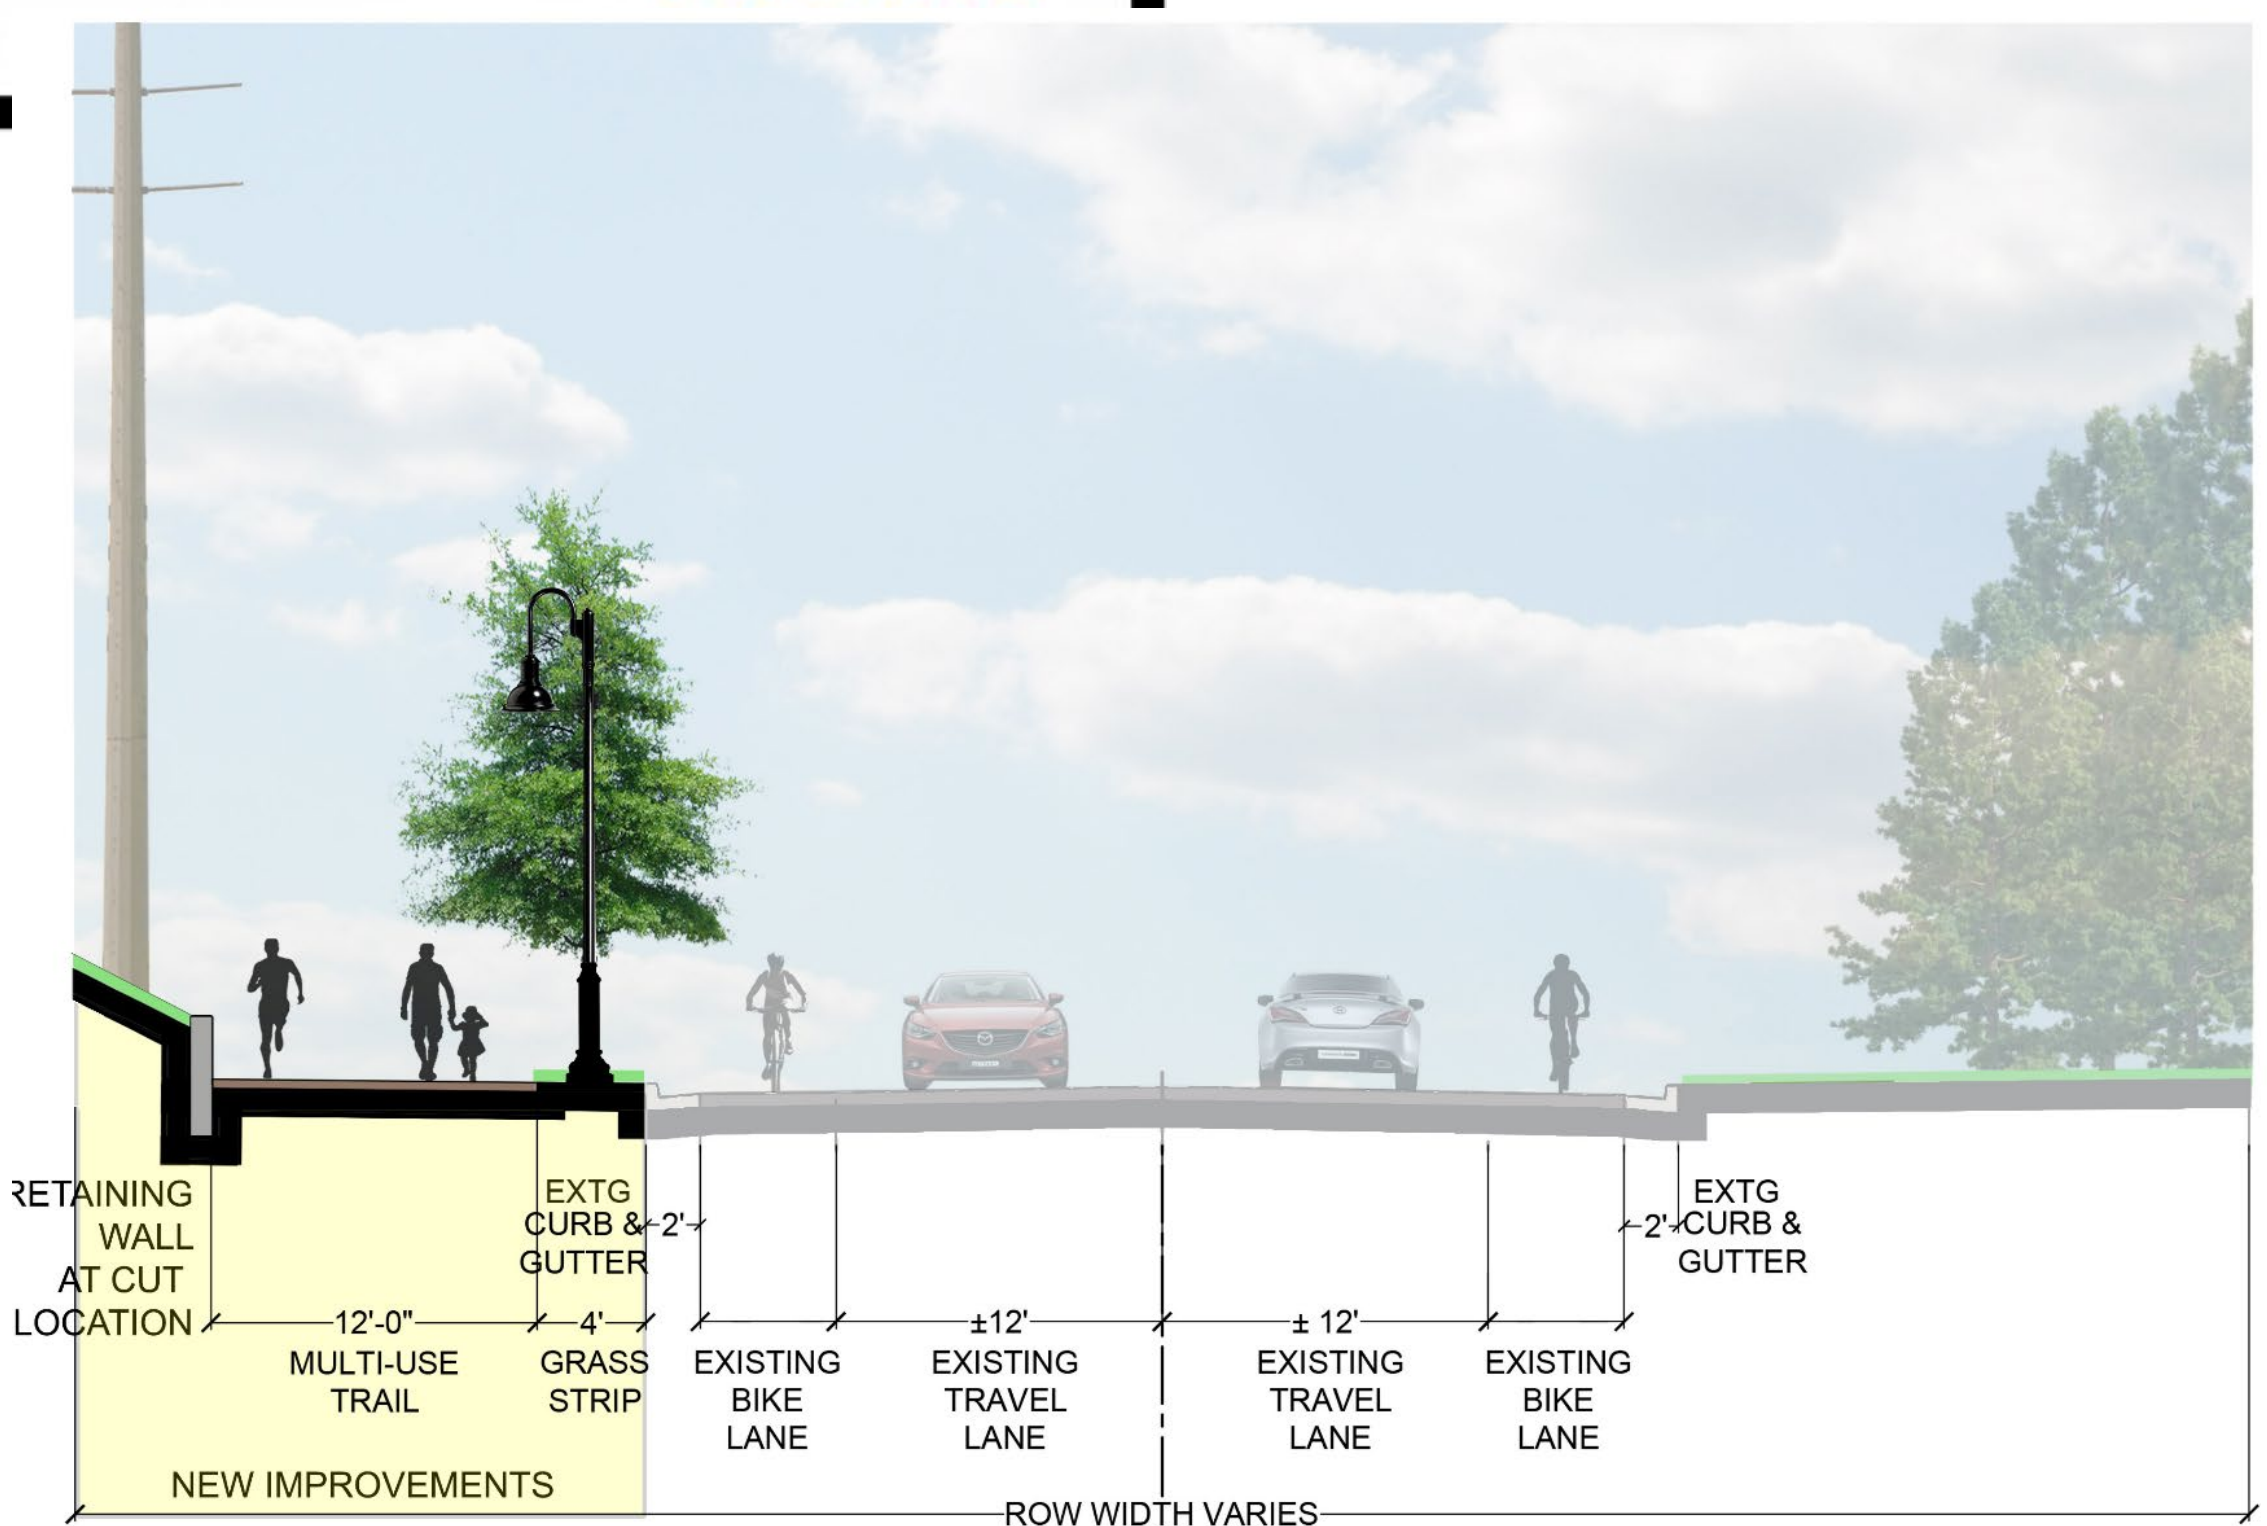 RETAINING
WALL
AT CUT
LOCATION
12'-0"
MULTI-USE
TRAIL
EXTG
CURB &
GUTTER
2'
4'
GRASS
STRIP
EXISTING
BIKE
LANE
±12'
EXISTING
TRAVEL
LANE
± 12'
EXISTING
TRAVEL
LANE
EXISTING
BIKE
LANE
2'
EXTG
CURB &
GUTTER
NEW IMPROVEMENTS
ROW WIDTH VARIES